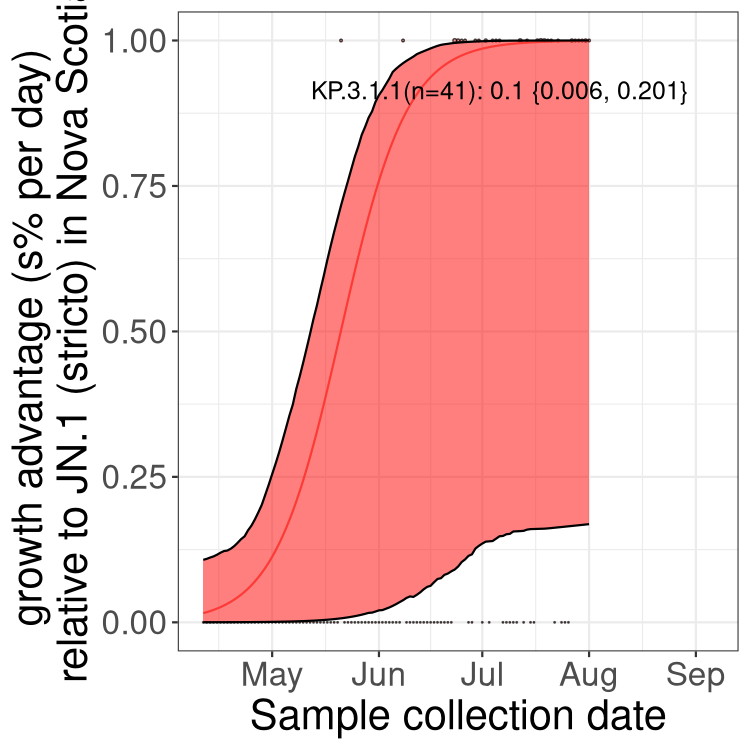 growth advantage (s% per day)
relative to JN.1 (stricto) in Nova Scotia
1.00
0.75
0.50
0.25
0.00
KP.3.1.1(n=41): 0.1 {0.006, 0.201}
May Jun Jul Aug Sep
Sample collection date